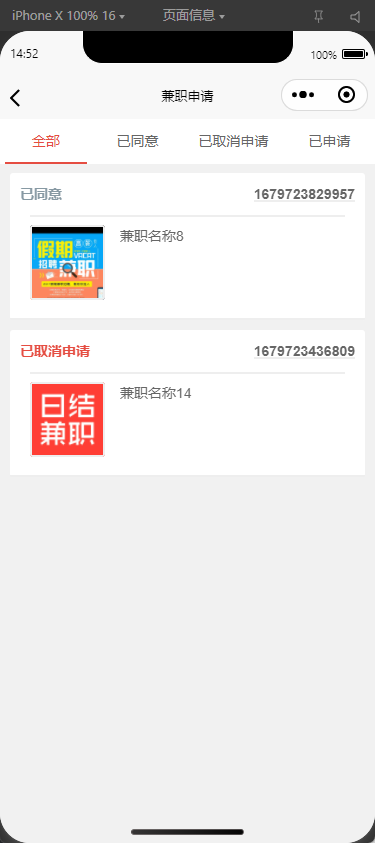 iPhone X 100% 16 页面信息
14:52 100%
兼职申请
全部 已同意 已取消申请 已申请
已同意 1679723829957
假期
招聘 VACAT
兼职
兼职名称8
已取消申请 1679723436809
日结
兼职
兼职名称14